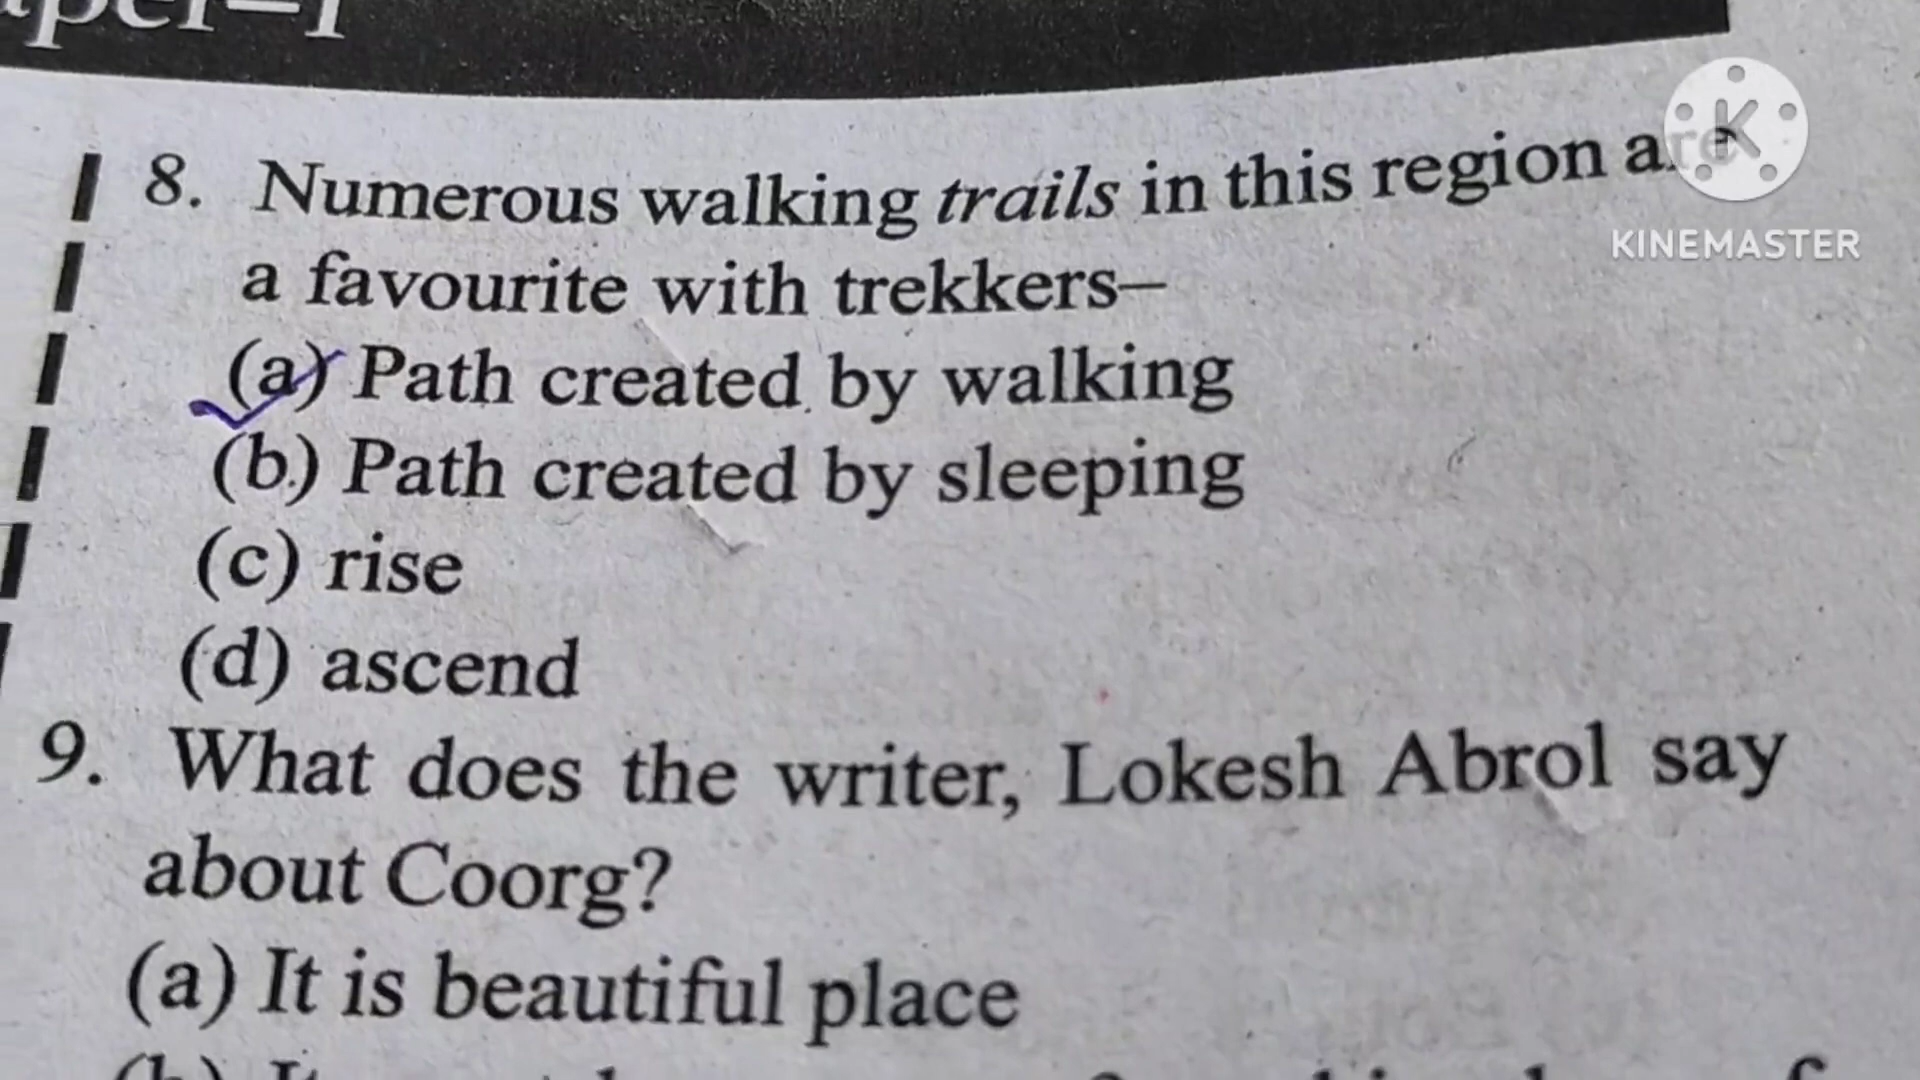 8. Numerous walking trails in this region are
a favourite with trekkers–
(a) Path created by walking
(b) Path created by sleeping
(c) rise
(d) ascend
9. What does the writer, Lokesh Abrol say
about Coorg?
(a) It is beautiful place
K
KINEMASTER